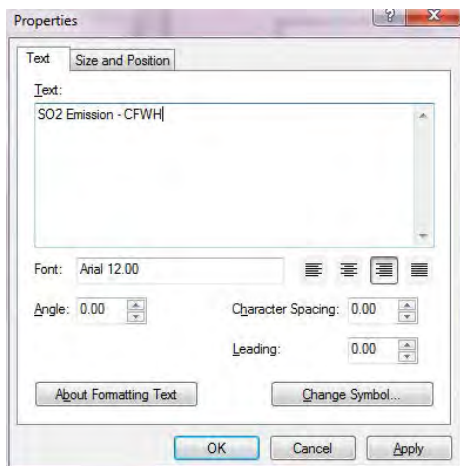 Properties
?
Text Size and Position
Text:
SO2 Emission - CFWH
Font: Arial 12.00
Angle: 0.00 Character Spacing: 0.00
Leading: 0.00
About Formatting Text Change Symbol...
OK Cancel Apply